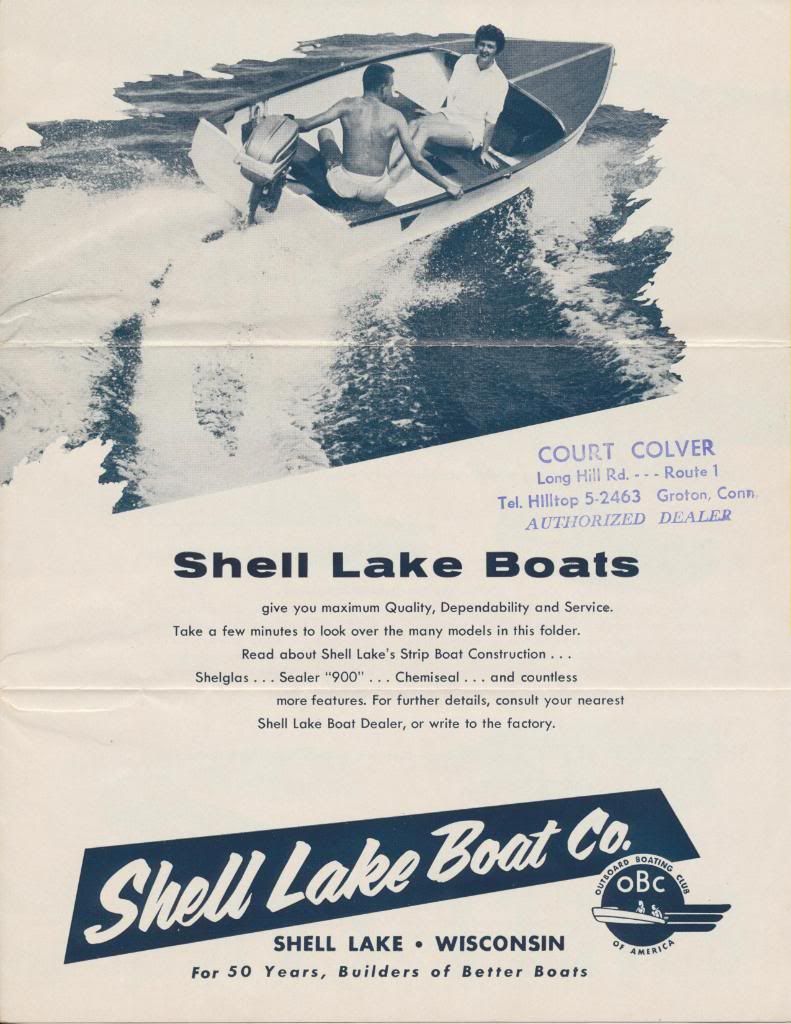 COURT COLVER
Long Hill Rd. - - - Route 1
Tel. HIlltop 5-2463 Groton, Conn.
AUTHORIZED DEALER
Shell Lake Boats
give you maximum Quality, Dependability and Service.
Take a few minutes to look over the many models in this folder.
Read about Shell Lake's Strip Boat Construction . . .
Shelglas . . . Sealer "900" . . . Chemiseal . . . and countless
more features. For further details, consult your nearest
Shell Lake Boat Dealer, or write to the factory.
Shell Lake Boat Co.
OUTBOARD BOATING CLUB
OBC
OF AMERICA
SHELL LAKE • WISCONSIN
For 50 Years, Builders of Better Boats